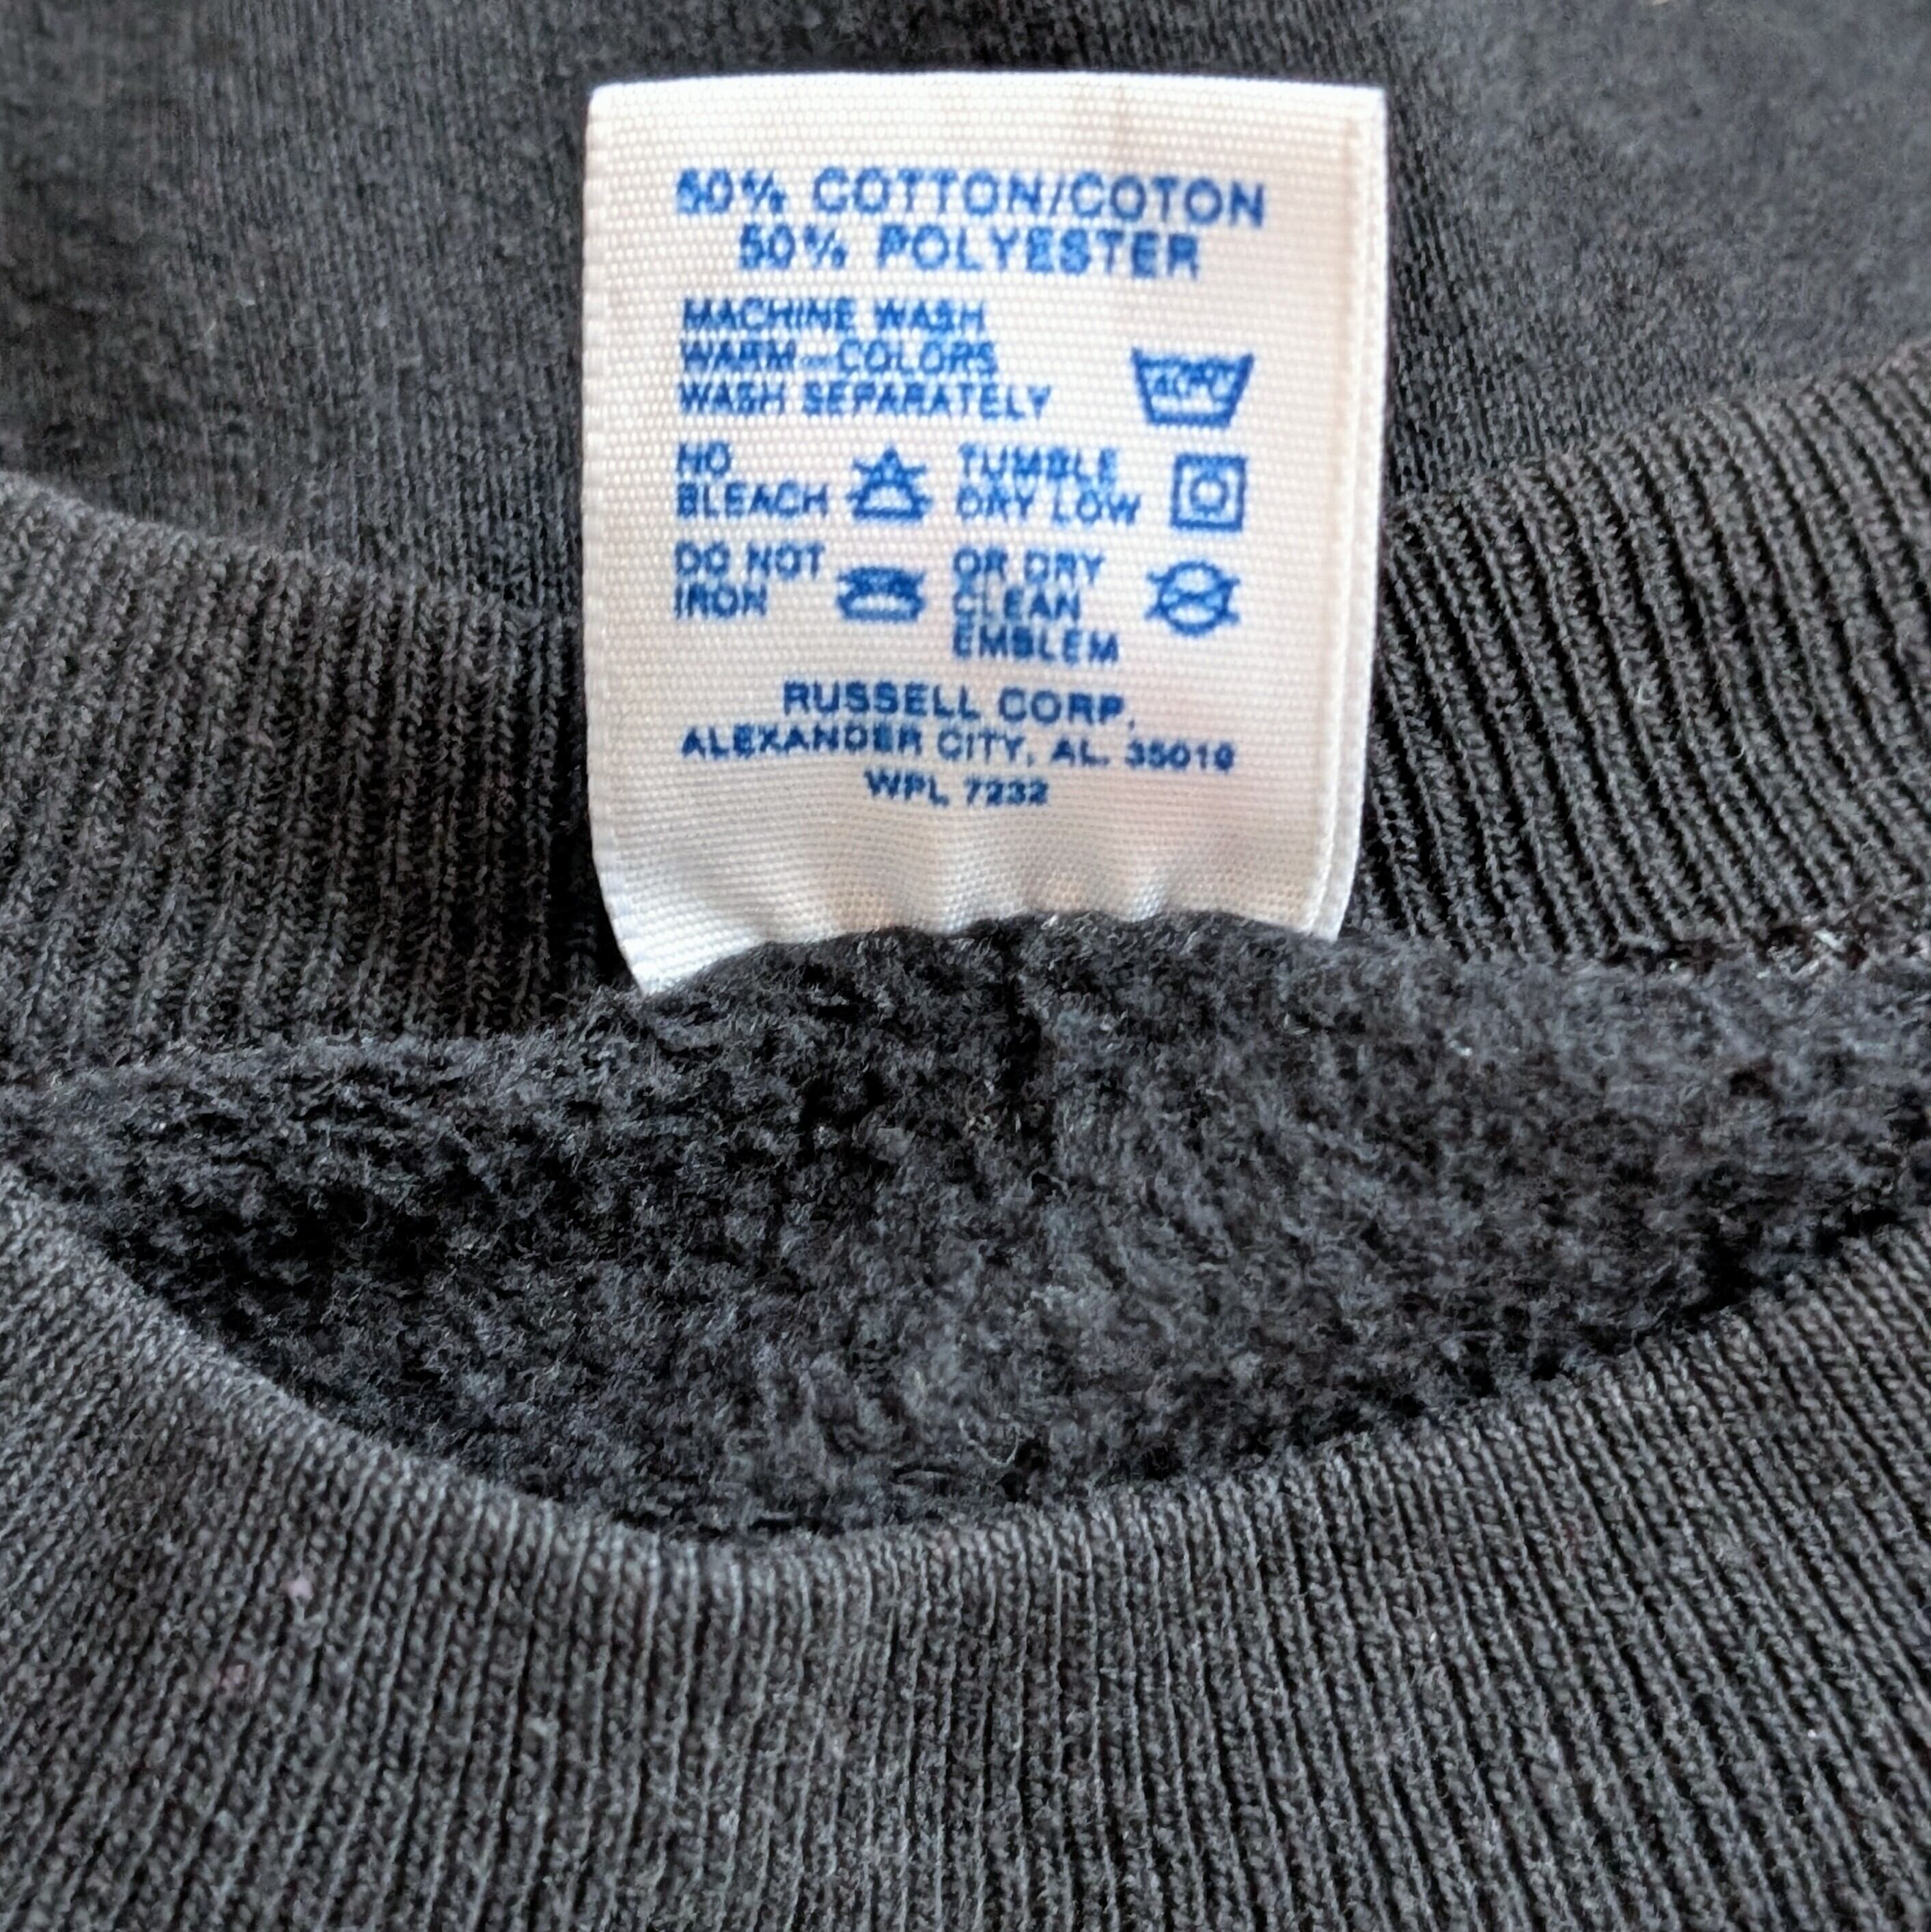 50% COTTON/COTON
50% POLYESTER
MACHINE WASH
WARM—COLORS
WASH SEPARATELY
40°
NO
BLEACH
TUMBLE
DRY LOW
DO NOT
IRON
OR DRY
CLEAN
EMBLEM
RUSSELL CORP.
ALEXANDER CITY, AL. 35010
WPL 7232